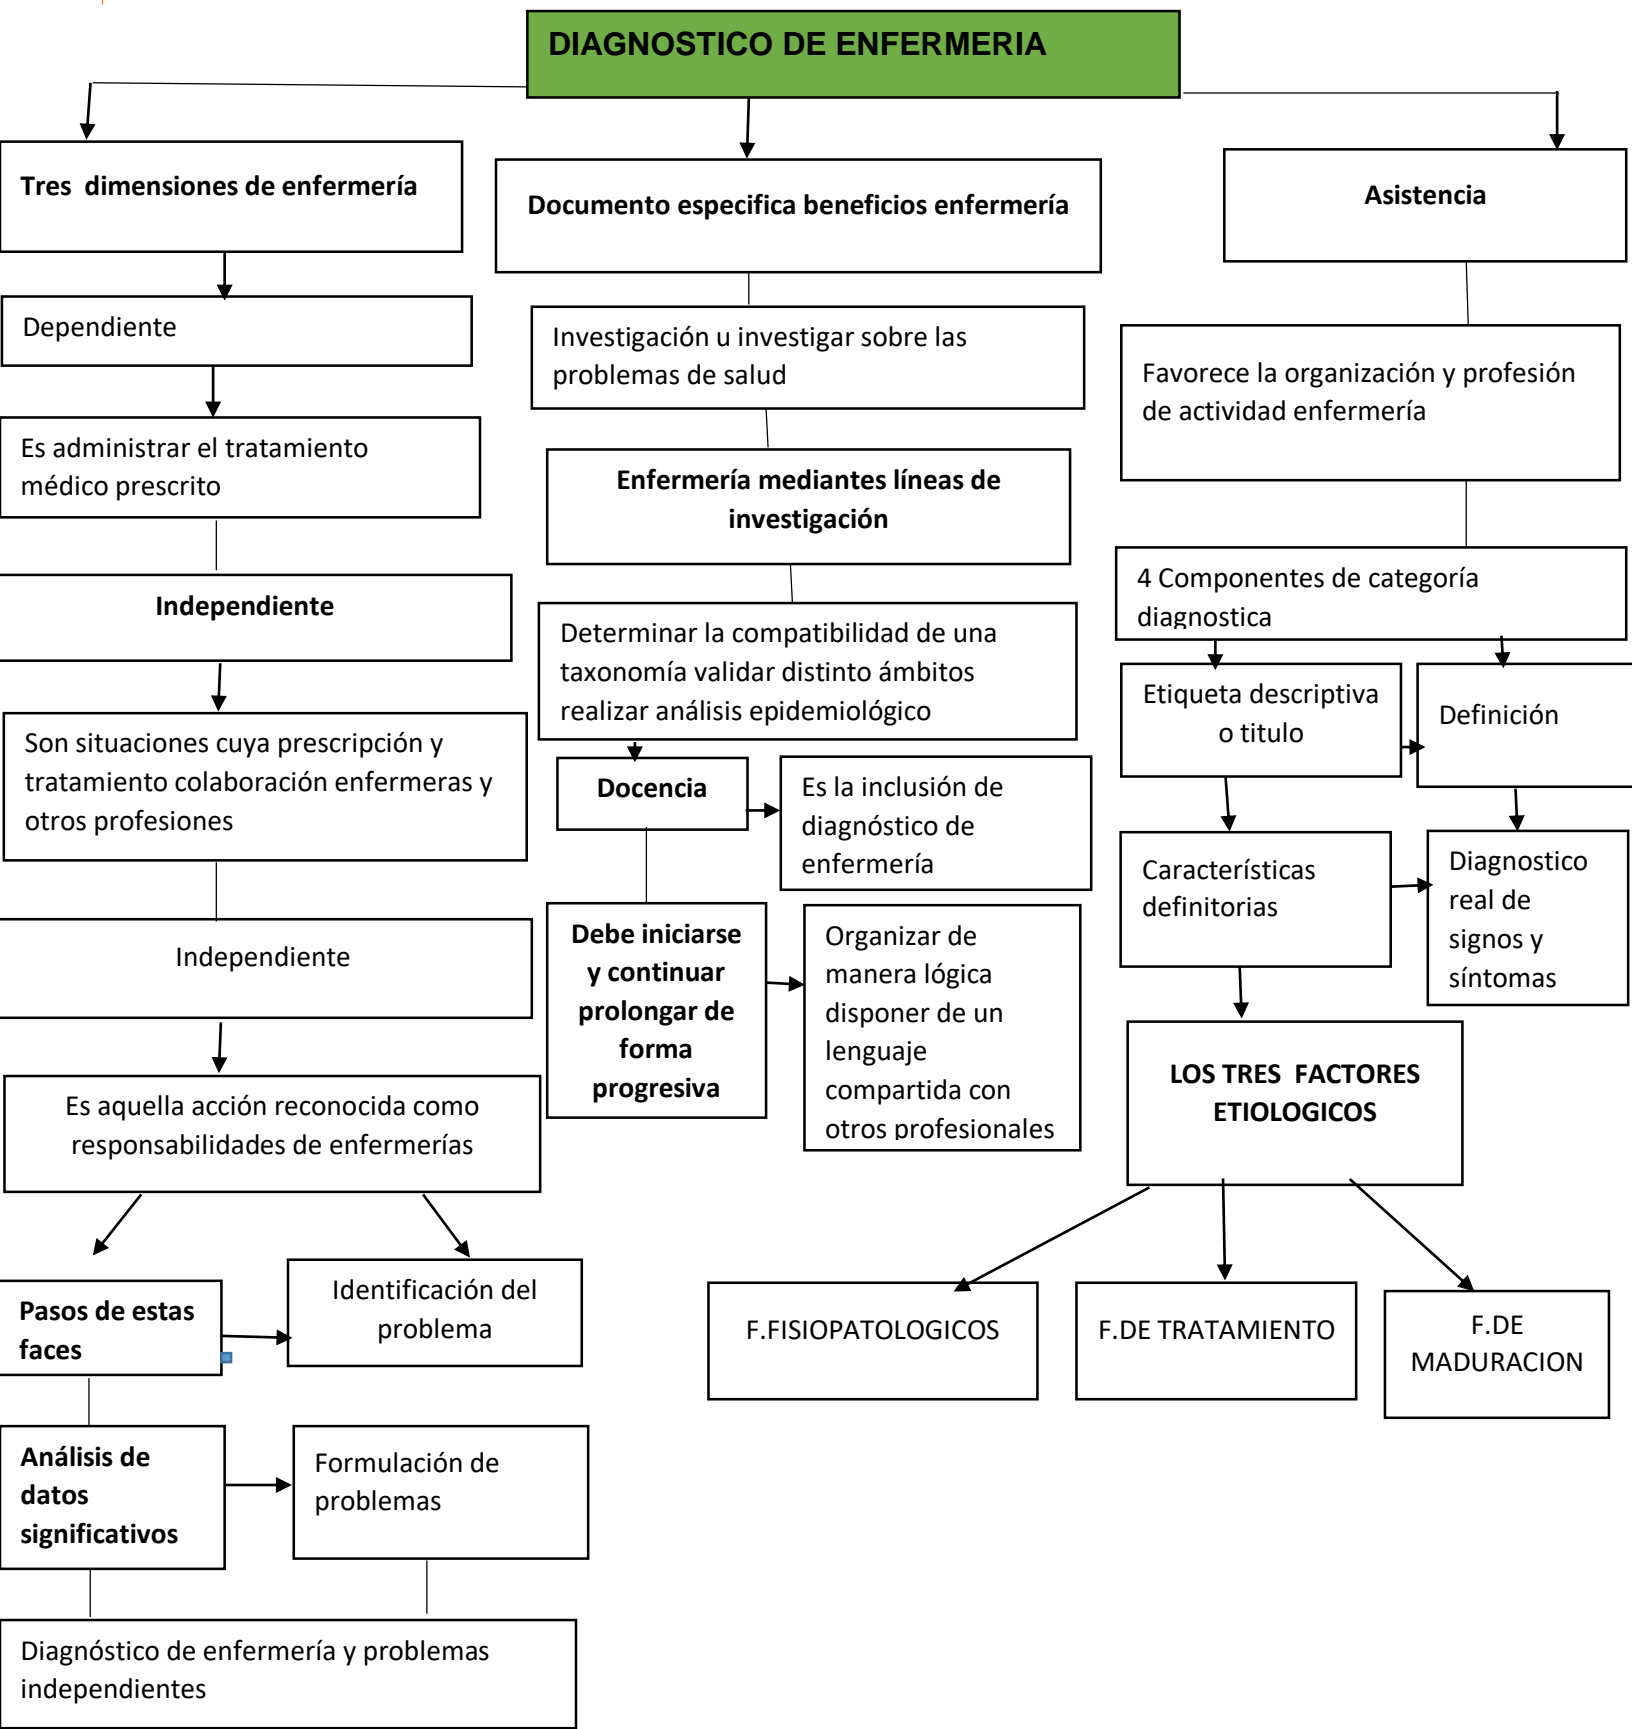 DIAGNOSTICO DE ENFERMERIA
Tres dimensiones de enfermería
Dependiente
Es administrar el tratamiento
médico prescrito
Independiente
Son situaciones cuya prescripción y
tratamiento colaboración enfermeras y
otros profesiones
Independiente
Es aquella acción reconocida como
responsabilidades de enfermerías
Pasos de estas
faces
Identificación del
problema
Análisis de
datos
significativos
Formulación de
problemas
Diagnóstico de enfermería y problemas
independientes
Documento especifica beneficios enfermería
Investigación u investigar sobre las
problemas de salud
Enfermería mediantes líneas de
investigación
Determinar la compatibilidad de una
taxonomía validar distinto ámbitos
realizar análisis epidemiológico
Docencia
Es la inclusión de
diagnóstico de
enfermería
Debe iniciarse
y continuar
prolongar de
forma
progresiva
Organizar de
manera lógica
disponer de un
lenguaje
compartida con
otros profesionales
Asistencia
Favorece la organización y profesión
de actividad enfermería
4 Componentes de categoría
diagnostica
Etiqueta descriptiva
o titulo
Definición
Características
definitorias
Diagnostico
real de
signos y
síntomas
LOS TRES FACTORES
ETIOLOGICOS
F.FISIOPATOLOGICOS
F.DE TRATAMIENTO
F.DE
MADURACION